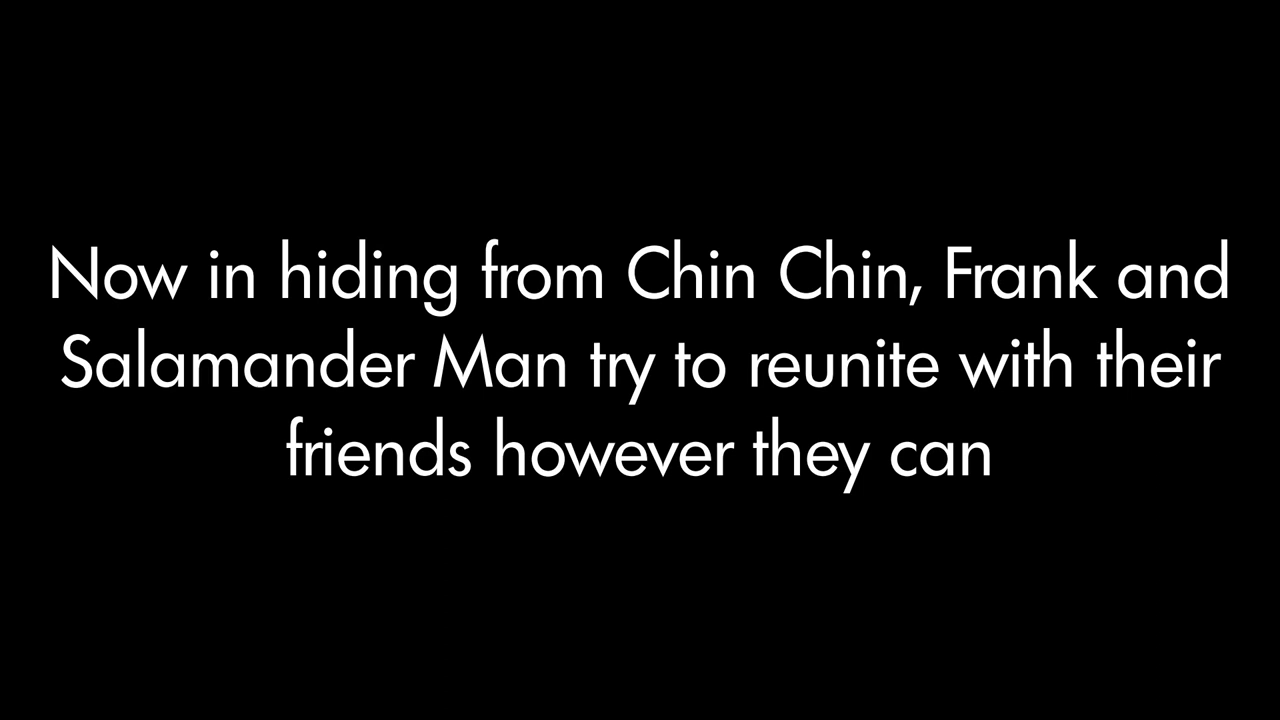 Now in hiding from Chin Chin, Frank and
Salamander Man try to reunite with their
friends however they can